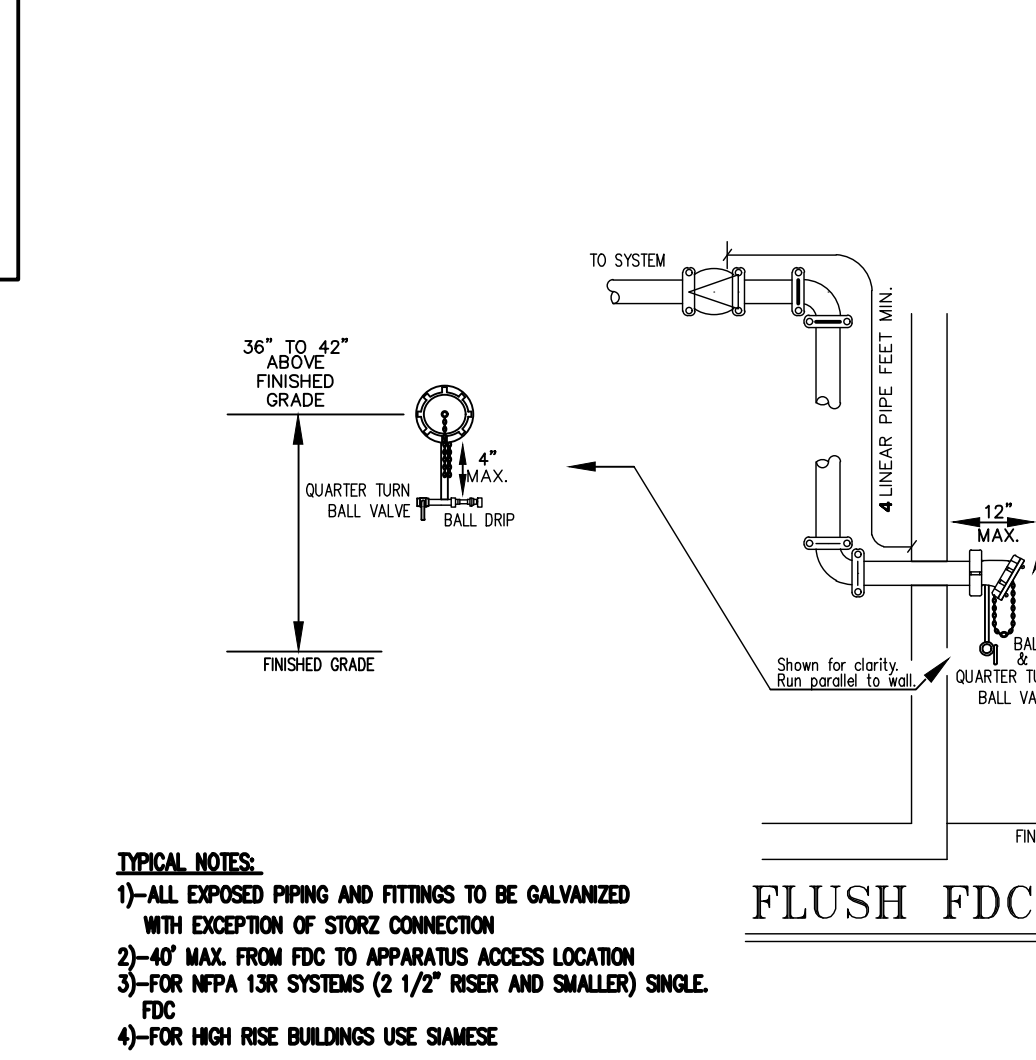 TO SYSTEM
4 LINEAR PIPE FEET MIN.
36" TO 42"
ABOVE
FINISHED
GRADE
4"
MAX.
QUARTER TURN
BALL VALVE
BALL DRIP
FINISHED GRADE
12"
MAX.
Shown for clarity.
Run parallel to wall.
&
QUARTER
BALL
TYPICAL NOTES:
1)-ALL EXPOSED PIPING AND FITTINGS TO BE GALVANIZED
WITH EXCEPTION OF STORZ CONNECTION
2)-40' MAX. FROM FDC TO APPARATUS ACCESS LOCATION
3)-FOR NFPA 13R SYSTEMS (2 1/2" RISER AND SMALLER) SINGLE.
FDC
4)-FOR HIGH RISE BUILDINGS USE SIAMESE
FLUSH FDC